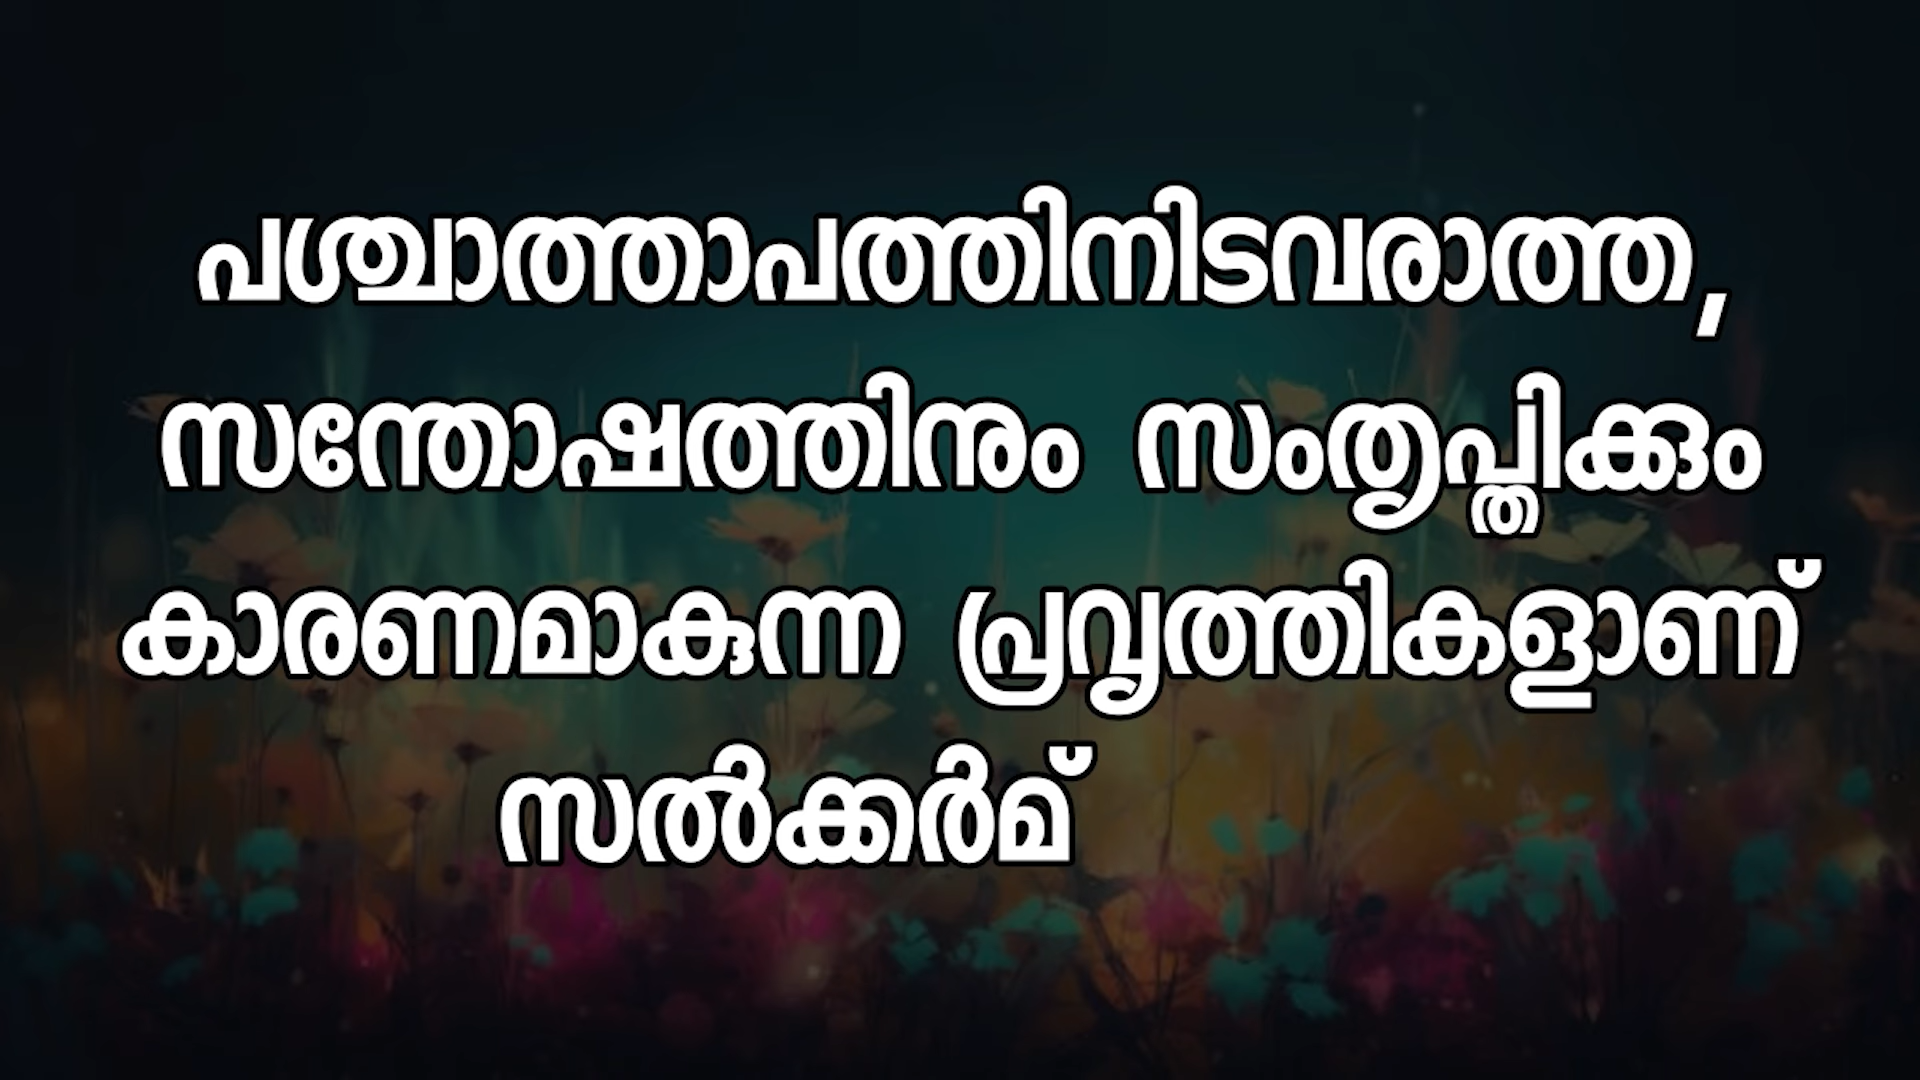 പശ്ചാത്താപത്തിനിടവരാത്ത,
സന്തോഷത്തിനും സംതൃപ്തിക്കും
കാരണമാകുന്ന പ്രവൃത്തികളാണ്
സൽക്കർമ്